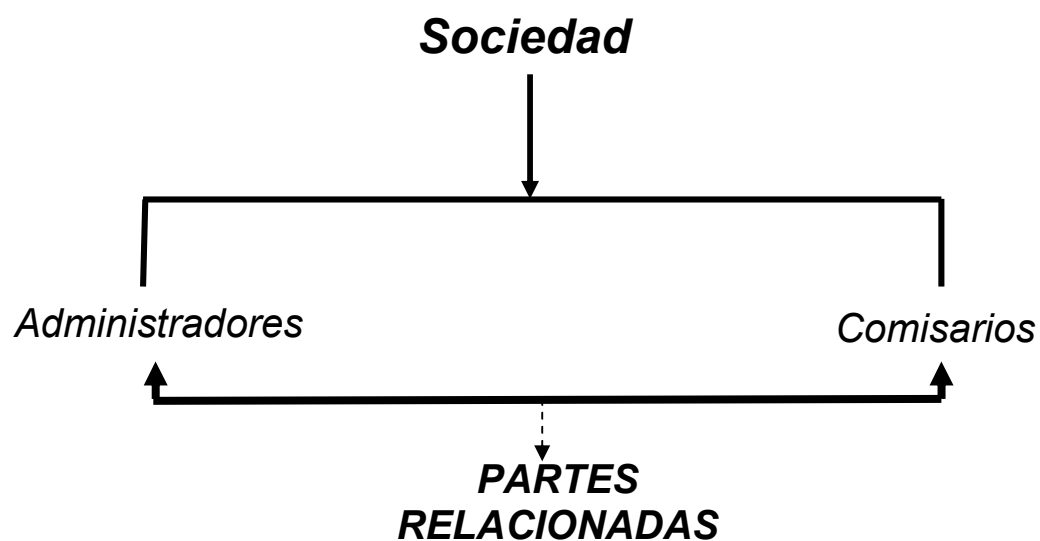 Sociedad
Administradores
Comisarios
PARTES
RELACIONADAS